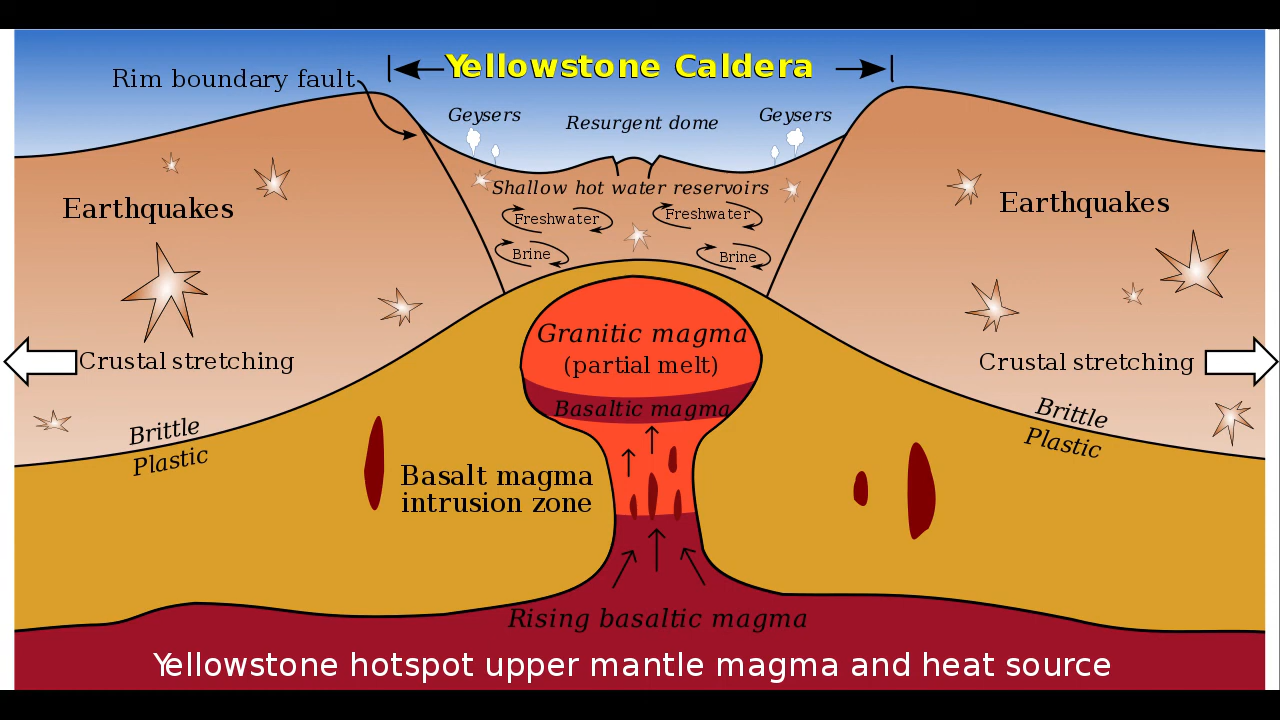 Yellowstone Caldera
Rim boundary fault
Geysers
Resurgent dome
Geysers
Shallow hot water reservoirs
Freshwater
Freshwater
Brine
Brine
Earthquakes
Earthquakes
Granitic magma
(partial melt)
Crustal stretching
Crustal stretching
Basaltic magma
Brittle
Plastic
Brittle
Plastic
Basalt magma
intrusion zone
Rising basaltic magma
Yellowstone hotspot upper mantle magma and heat source